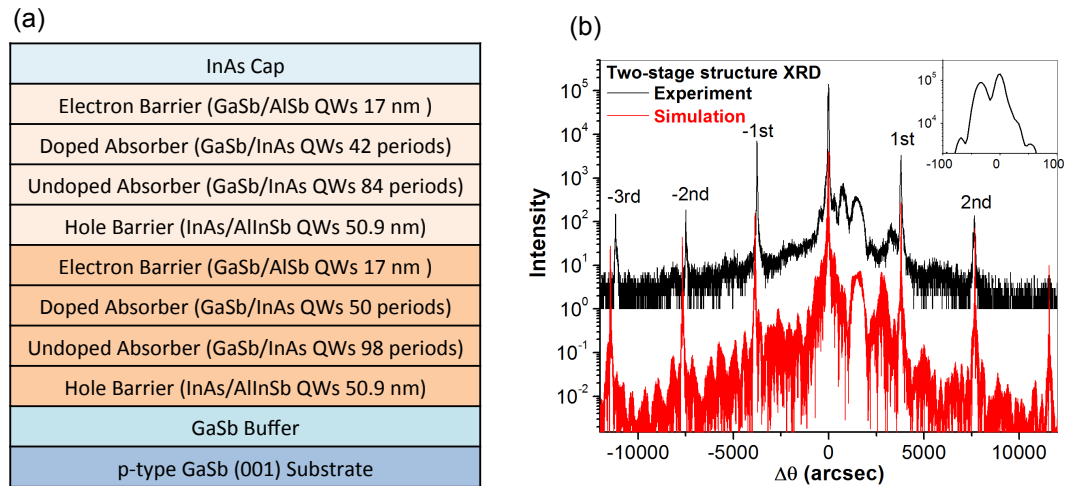 (a)
InAs Cap
Electron Barrier (GaSb/AlSb QWs 17 nm )
Doped Absorber (GaSb/InAs QWs 42 periods)
Undoped Absorber (GaSb/InAs QWs 84 periods)
Hole Barrier (InAs/AlInSb QWs 50.9 nm)
Electron Barrier (GaSb/AlSb QWs 17 nm )
Doped Absorber (GaSb/InAs QWs 50 periods)
Undoped Absorber (GaSb/InAs QWs 98 periods)
Hole Barrier (InAs/AlInSb QWs 50.9 nm)
GaSb Buffer
p-type GaSb (001) Substrate
(b)
Two-stage structure XRD
Experiment
Simulation
-3rd
-2nd
-1st
1st
2nd
10^5
10^4
10^3
10^2
10^1
10^0
10^-1
10^-2
Intensity
-10000
-5000
0
5000
10000
Δθ (arcsec)
10^5
10^4
-100
0
100